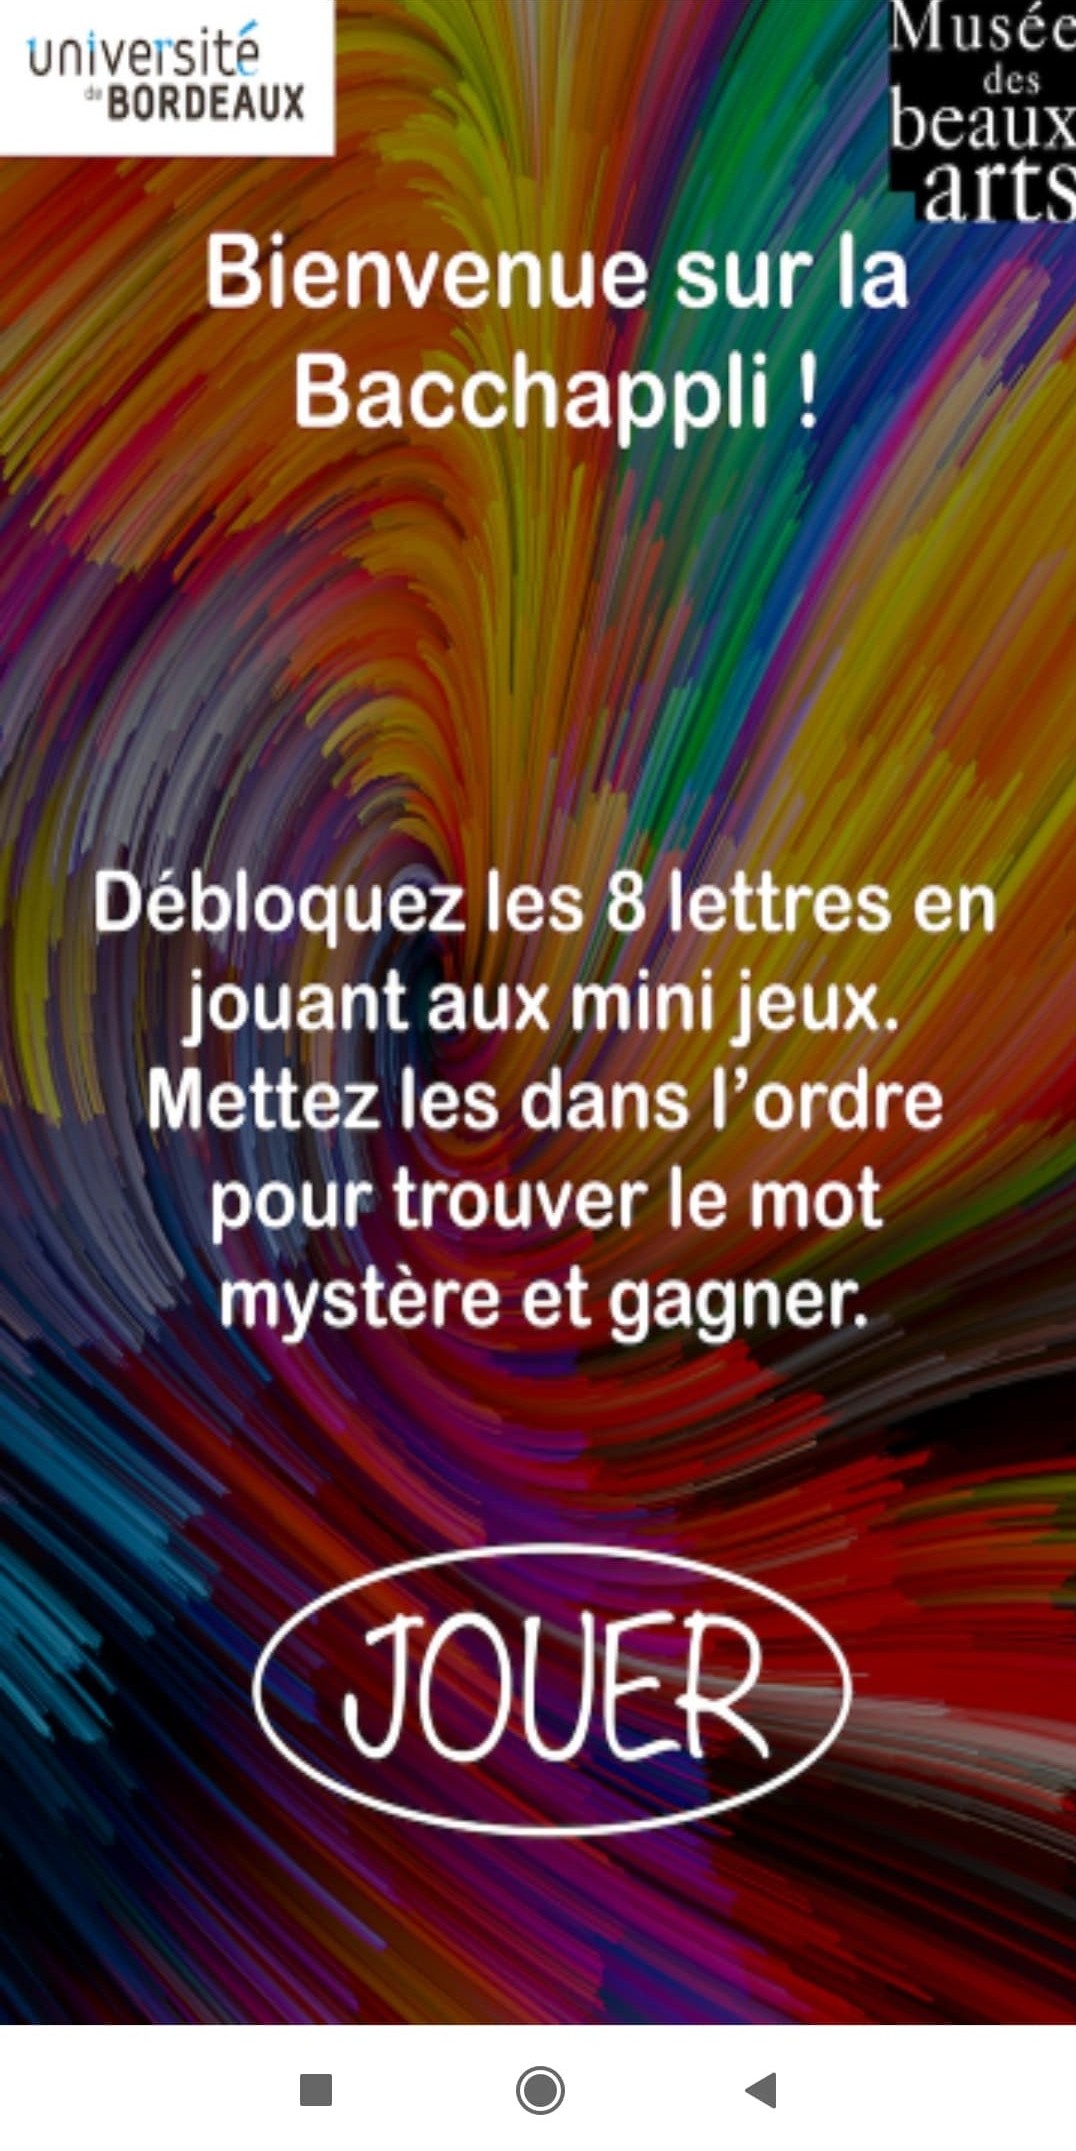 université
de BORDEAUX
Musée
des
beaux
arts
Bienvenue sur la
Bacchappli !
Débloquez les 8 lettres en
jouant aux mini jeux.
Mettez les dans l’ordre
pour trouver le mot
mystère et gagner.
JOUER